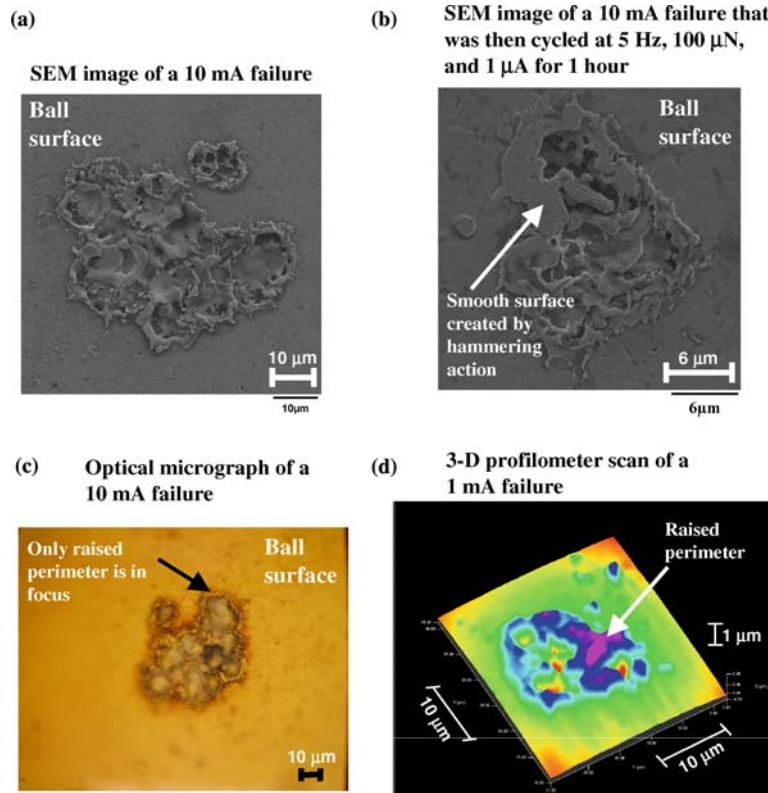 (a)
SEM image of a 10 mA failure
Ball
surface
10 μm
10μm
(b)
SEM image of a 10 mA failure that
was then cycled at 5 Hz, 100 μN,
and 1 μA for 1 hour
Ball
surface
Smooth surface
created by
hammering
action
6 μm
6μm
(c)
Optical micrograph of a
10 mA failure
Only raised
perimeter is in
focus
Ball
surface
10 μm
(d)
3-D profilometer scan of a
1 mA failure
Raised
perimeter
1 μm
10 μm
10 μm